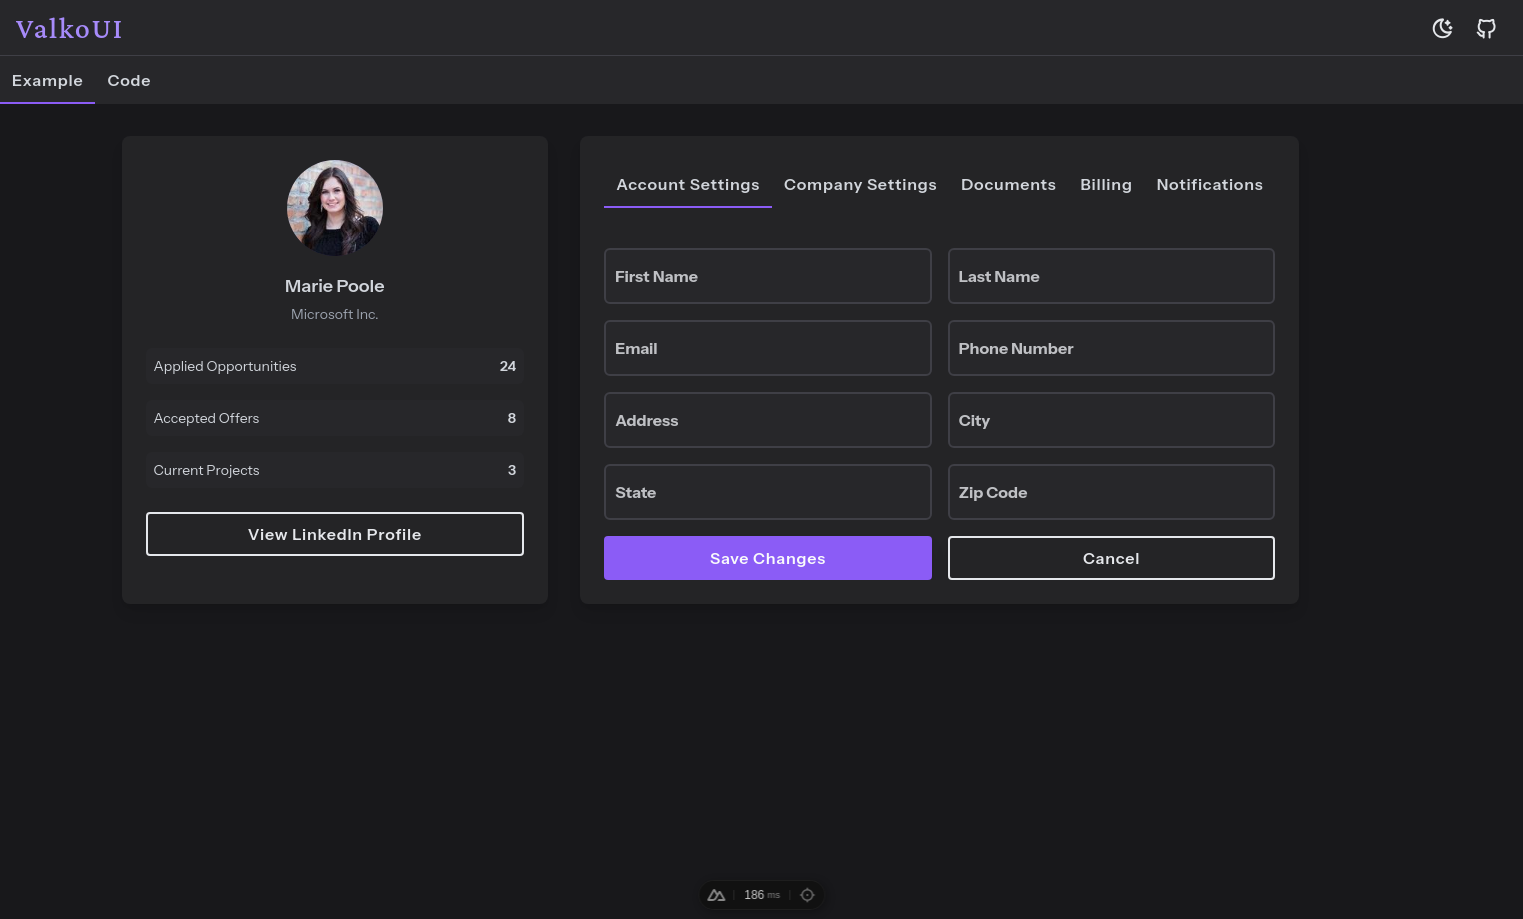 ValkoUI
Example Code
Marie Poole
Microsoft Inc.
Applied Opportunities 24
Accepted Offers 8
Current Projects 3
View LinkedIn Profile
Account Settings Company Settings Documents Billing Notifications
First Name Last Name
Email Phone Number
Address City
State Zip Code
Save Changes Cancel
186 ms